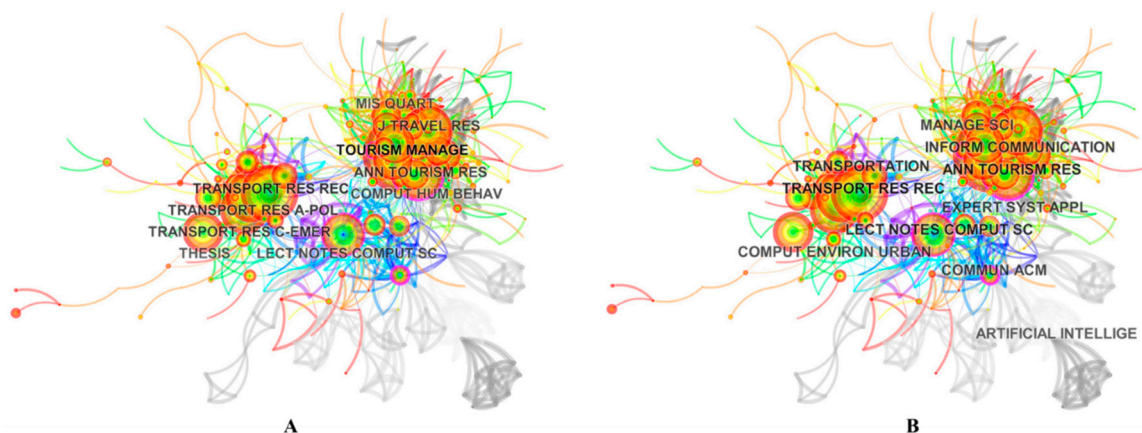 MIS QUART
J TRAVEL RES
TOURISM MANAGE
ANN TOURISM RES
COMPUT HUM BEHAV
TRANSPORT RES REC
TRANSPORT RES A-POL
TRANSPORT RES C-EMER
THESIS
LECT NOTES COMPUT SC
A
MANAGE SCI
INFORM COMMUNICATION
TRANSPORTATION
ANN TOURISM RES
TRANSPORT RES REC
EXPERT SYST APPL
LECT NOTES COMPUT SC
COMPUT ENVIRON URBAN
COMMUN ACM
ARTIFICIAL INTELLIGE
B